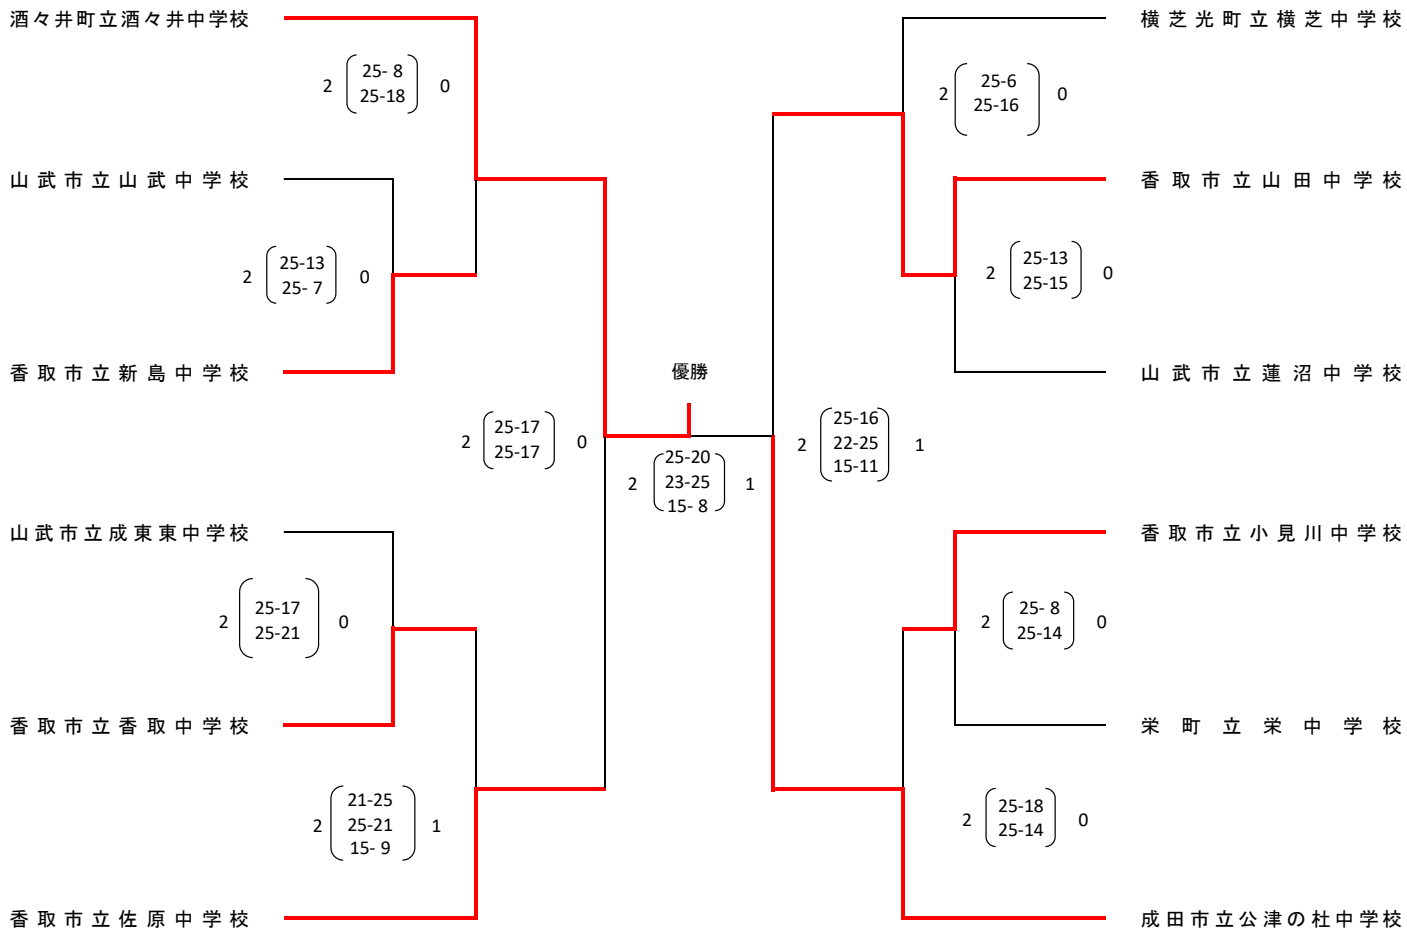 酒々井町立酒々井中学校
2 25- 8 0
25-18
山武市立山武中学校
2 25-13 0
25- 7
香取市立新島中学校
2 25-17 0
25-17
山武市立成東東中学校
2 25-17 0
25-21
香取市立香取中学校
21-25
2 25-21 1
15- 9
香取市立佐原中学校
優勝
25-20
2 23-25 1
15- 8
横芝光町立横芝中学校
2 25-6 0
25-16
香取市立山田中学校
2 25-13 0
25-15
山武市立蓮沼中学校
25-16
2 22-25 1
15-11
香取市立小見川中学校
2 25- 8 0
25-14
栄町立栄中学校
2 25-18 0
25-14
成田市立公津の杜中学校